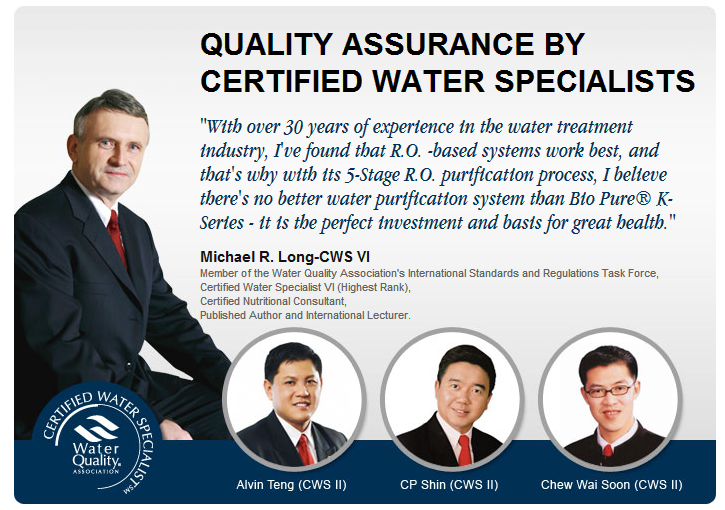 QUALITY ASSURANCE BY
CERTIFIED WATER SPECIALISTS
"With over 30 years of experience in the water treatment
industry, I've found that R.O. -based systems work best, and
that's why with its 5-Stage R.O. purification process, I believe
there's no better water purification system than Bio Pure® K-
Series - it is the perfect investment and basis for great health."
Michael R. Long-CWS VI
Member of the Water Quality Association's International Standards and Regulations Task Force,
Certified Water Specialist VI (Highest Rank),
Certified Nutritional Consultant,
Published Author and International Lecturer.
CERTIFIED WATER SPECIALIST℠
Water
Quality®
ASSOCIATION
Alvin Teng (CWS II)
CP Shin (CWS II)
Chew Wai Soon (CWS II)